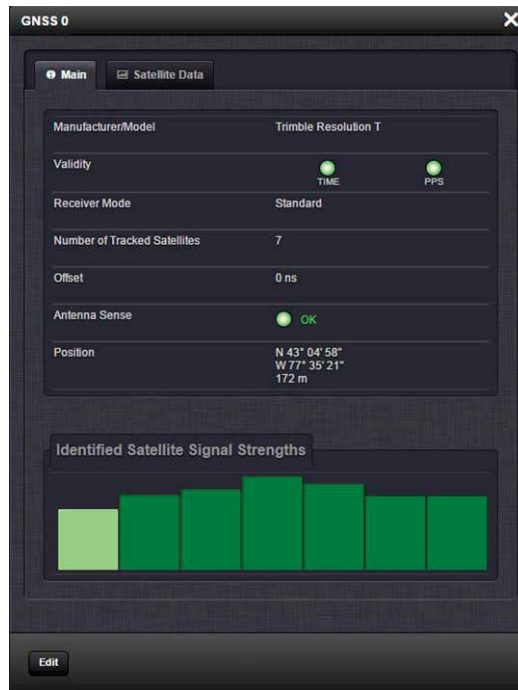 GNSS 0
Main Satellite Data
Manufacturer/Model Trimble Resolution T
Validity TIME PPS
Receiver Mode Standard
Number of Tracked Satellites 7
Offset 0 ns
Antenna Sense OK
Position N 43° 04' 58"
W 77° 35' 21"
172 m
Identified Satellite Signal Strengths
Edit